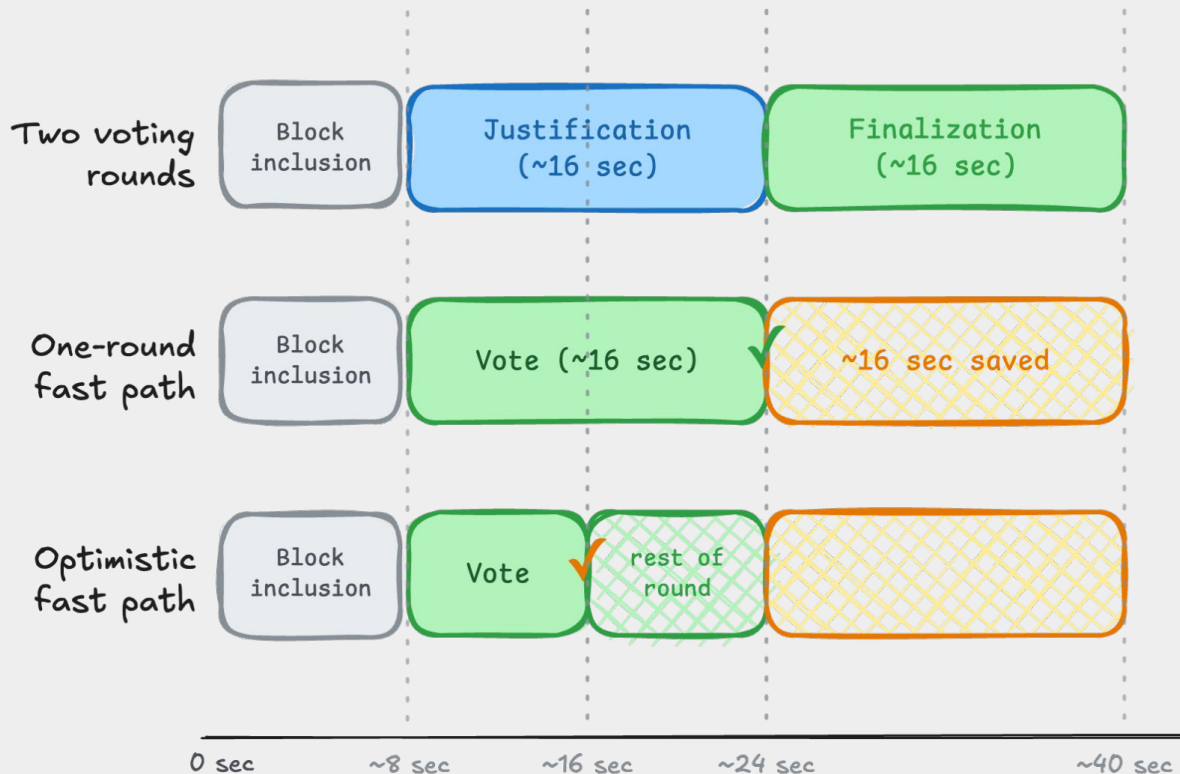 Two voting
rounds
Block
inclusion
Justification
(~16 sec)
Finalization
(~16 sec)
One-round
fast path
Block
inclusion
Vote (~16 sec)
~16 sec saved
Optimistic
fast path
Block
inclusion
Vote
rest of
round
0 sec
~8 sec
~16 sec
~24 sec
~40 sec